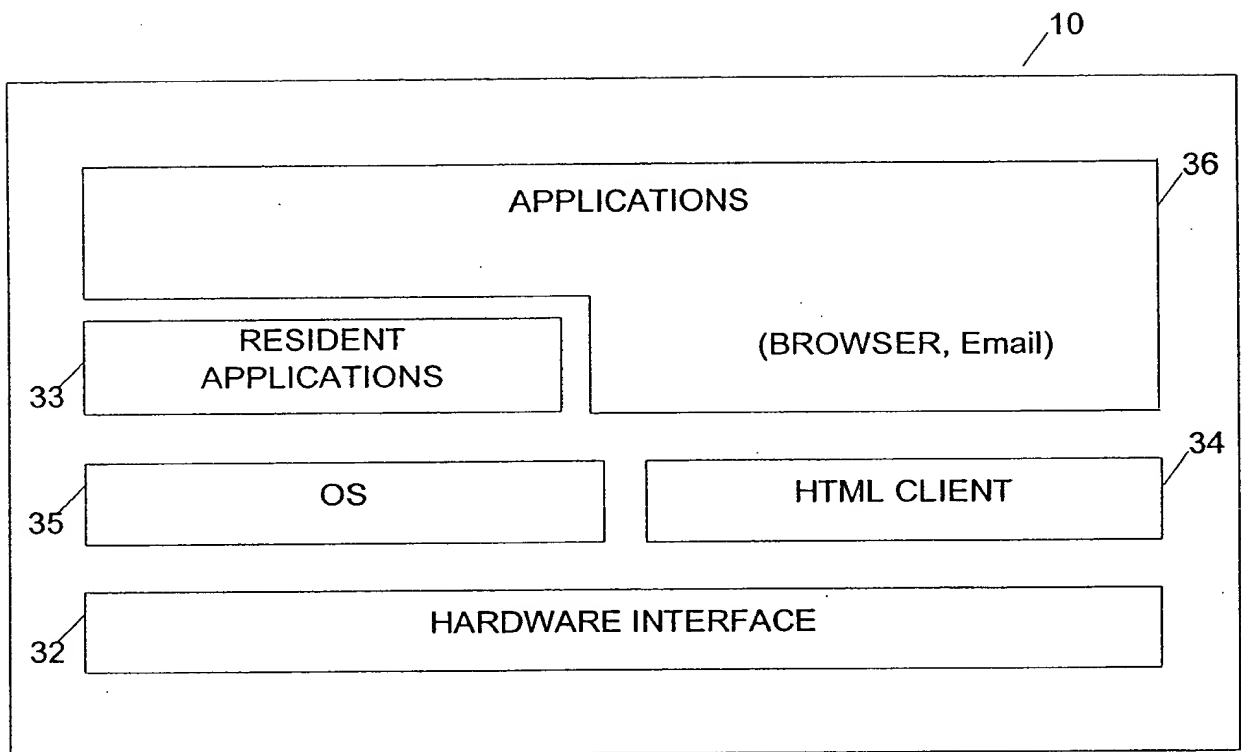 10
APPLICATIONS
36
(BROWSER, Email)
RESIDENT
APPLICATIONS
33
34
OS
HTML CLIENT
35
HARDWARE INTERFACE
32